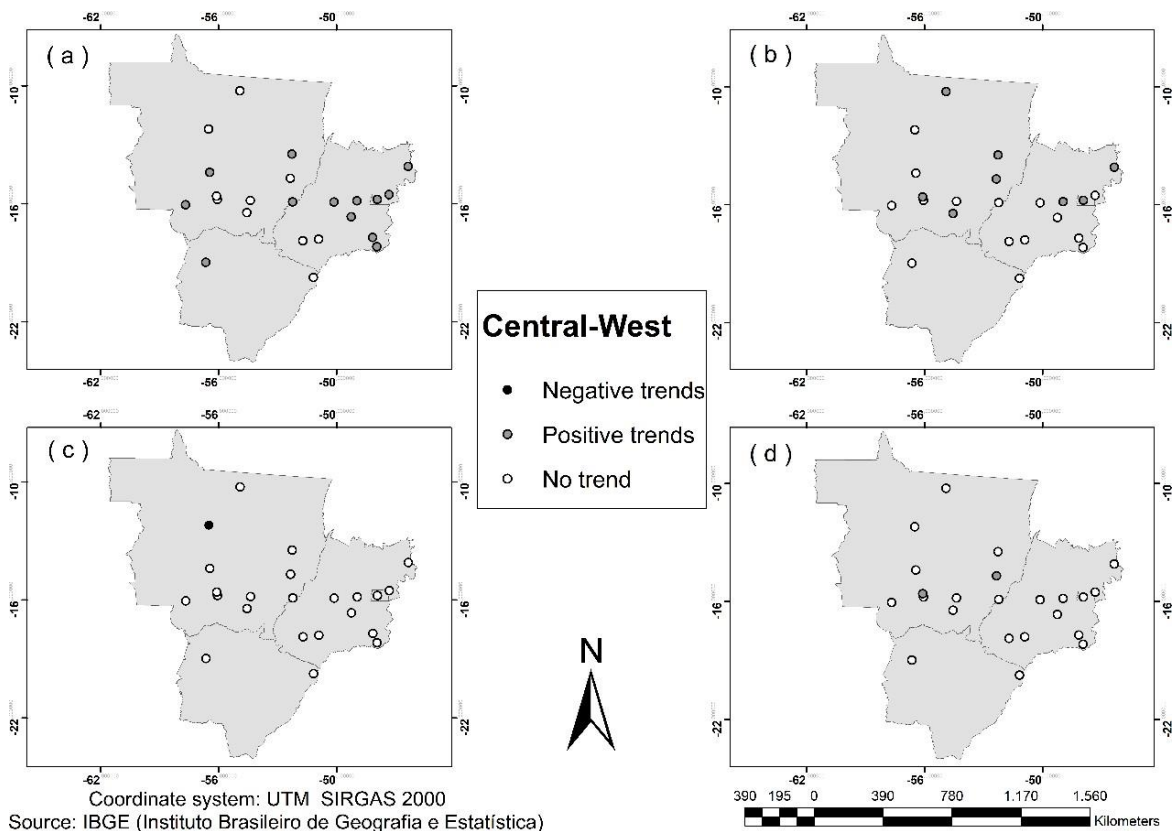 -62 -56 -50
-62 -56 -50
( a )
( b )
-10
-10
-10
-10
-16
-16
-16
-16
-22
-22
-22
-22
Central-West
Negative trends
Positive trends
No trend
-62 -56 -50
-62 -56 -50
-62 -56 -50
-62 -56 -50
( c )
( d )
-10
-10
-10
-10
-16
-16
-16
-16
-22
-22
-22
-22
N
-62 -56 -50
-62 -56 -50
Coordinate system: UTM SIRGAS 2000
Source: IBGE (Instituto Brasileiro de Geografia e Estatística)
390 195 0 390 780 1.170 1.560
Kilometers